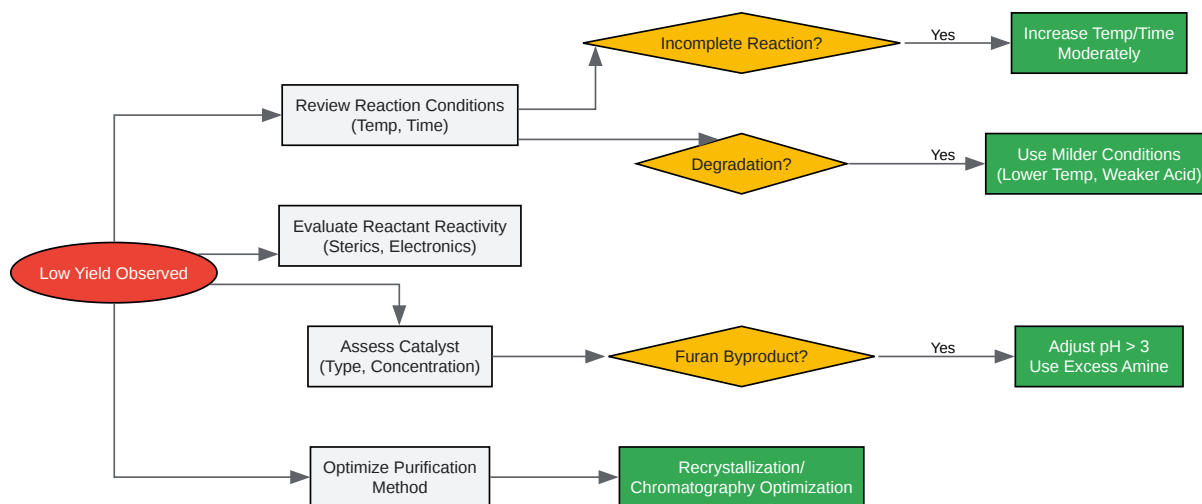 Incomplete Reaction?
Yes
Increase Temp/Time
Moderately
Review Reaction Conditions
(Temp, Time)
Degradation?
Yes
Use Milder Conditions
(Lower Temp, Weaker Acid)
Evaluate Reactant Reactivity
(Sterics, Electronics)
Low Yield Observed
Assess Catalyst
(Type, Concentration)
Furan Byproduct?
Yes
Adjust pH > 3
Use Excess Amine
Optimize Purification
Method
Recrystallization/
Chromatography Optimization